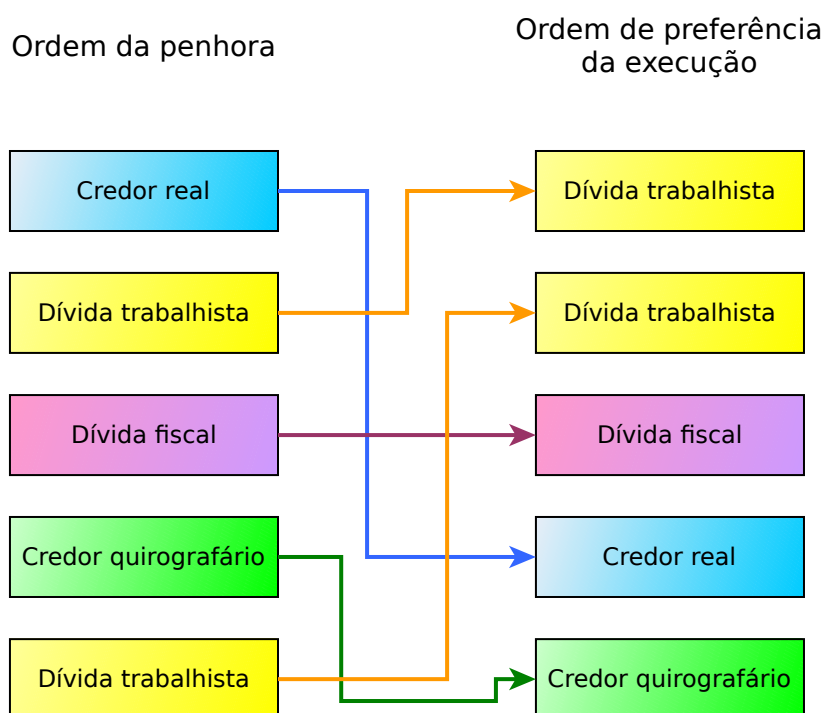 Ordem da penhora
Ordem de preferência
da execução
Credor real
Dívida trabalhista
Dívida fiscal
Credor quirografário
Dívida trabalhista
Dívida trabalhista
Dívida trabalhista
Dívida fiscal
Credor real
Credor quirografário